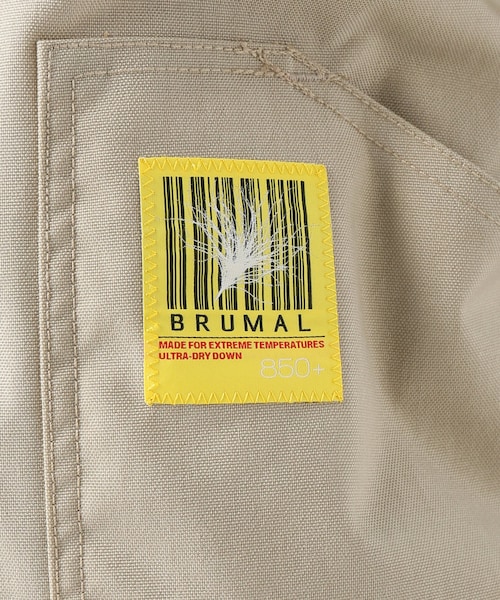 BRUMAL
MADE FOR EXTREME TEMPERATURES
ULTRA-DRY DOWN
850+